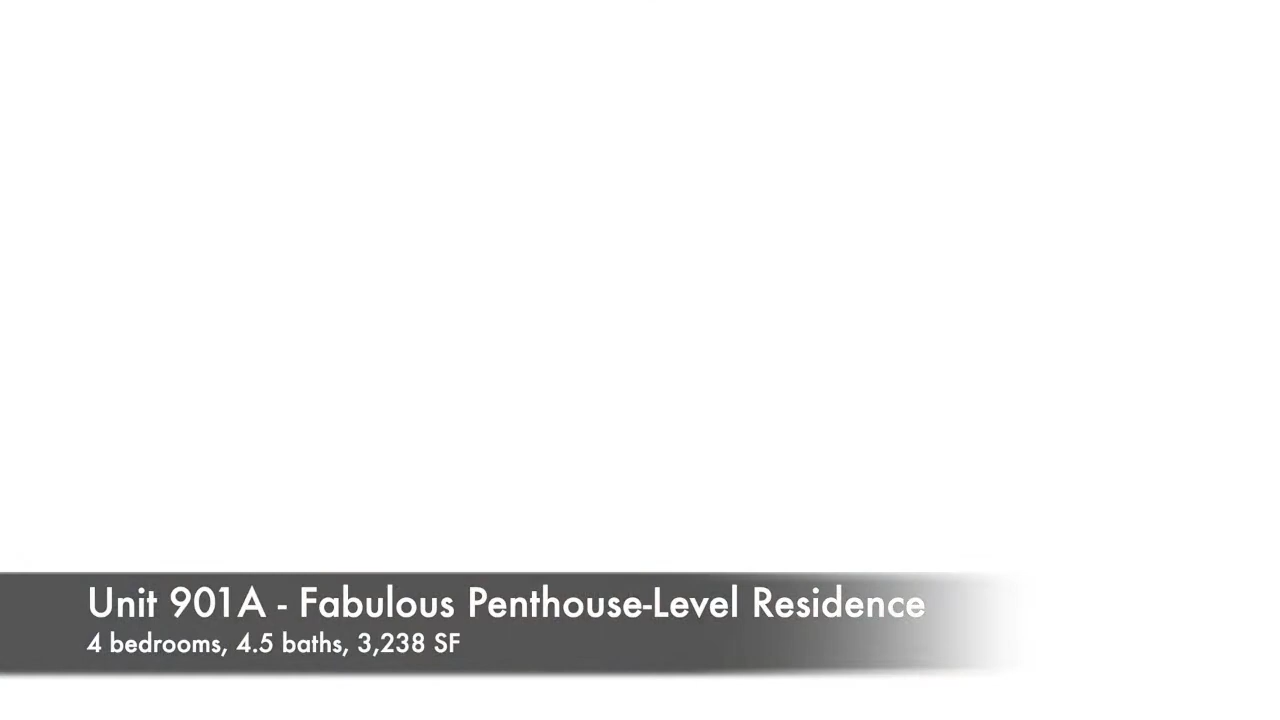 Unit 901A - Fabulous Penthouse-Level Residence
4 bedrooms, 4.5 baths, 3,238 SF